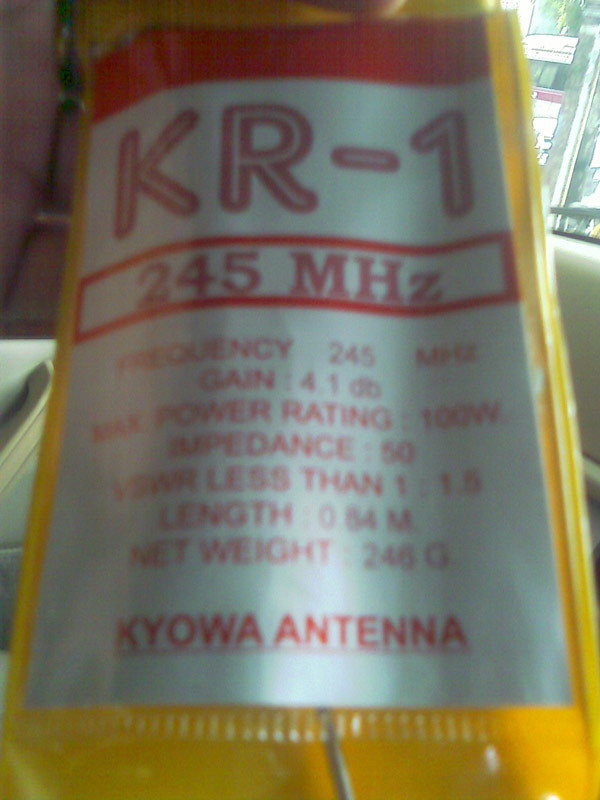 KR-1
245 MHz
FREQUENCY 245 MHz
GAIN : 4.1 db
MAX. POWER RATING : 100W.
IMPEDANCE : 50
VSWR LESS THAN 1 : 1.5
LENGTH : 0.84 M.
NET WEIGHT : 246 G.
KYOWA ANTENNA